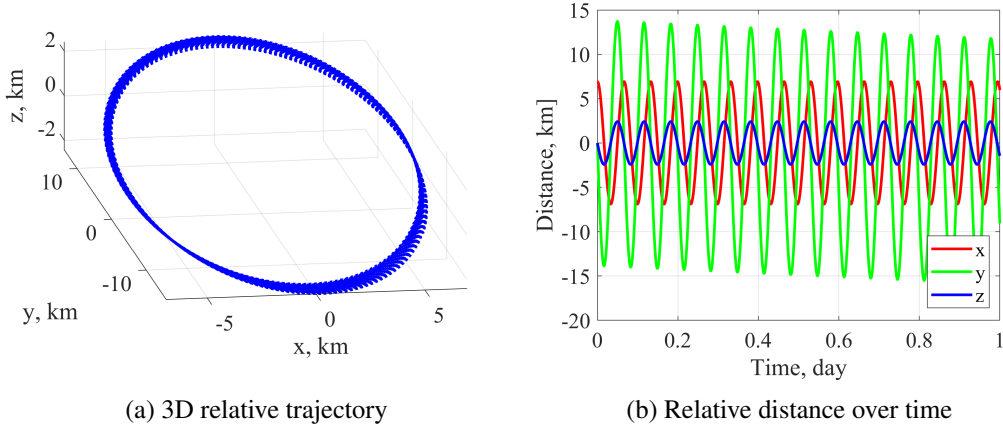 2
0
-2
z, km
10
0
-10
y, km
-5
0
5
x, km
(a) 3D relative trajectory
15
10
5
0
-5
-10
-15
-20
Distance, km]
0 0.2 0.4 0.6 0.8 1
Time, day
x
y
z
(b) Relative distance over time